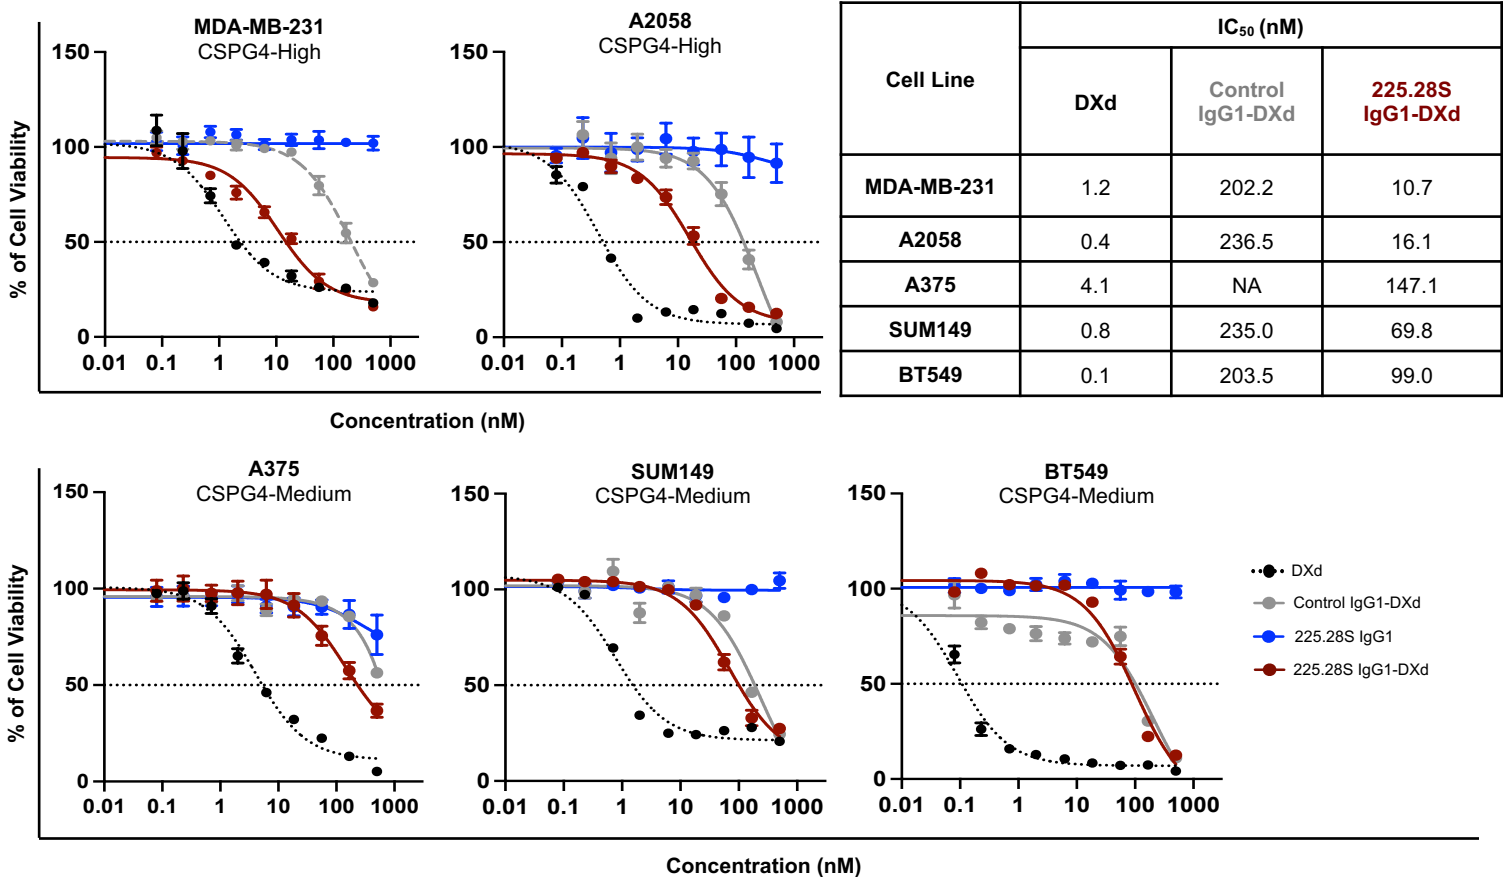 MDA-MB-231
CSPG4-High
150
100
50
0
0.01 0.1 1 10 100 1000
A2058
CSPG4-High
150
100
50
0
0.01 0.1 1 10 100 1000
% of Cell Viability
Concentration (nM)
Cell Line IC₅₀ (nM)
DXd Control IgG1-DXd 225.28S IgG1-DXd
MDA-MB-231 1.2 202.2 10.7
A2058 0.4 236.5 16.1
A375 4.1 NA 147.1
SUM149 0.8 235.0 69.8
BT549 0.1 203.5 99.0
A375
CSPG4-Medium
150
100
50
0
0.01 0.1 1 10 100 1000
SUM149
CSPG4-Medium
150
100
50
0
0.01 0.1 1 10 100 1000
BT549
CSPG4-Medium
150
100
50
0
0.01 0.1 1 10 100 1000
% of Cell Viability
Concentration (nM)
DXd
Control IgG1-DXd
225.28S IgG1
225.28S IgG1-DXd